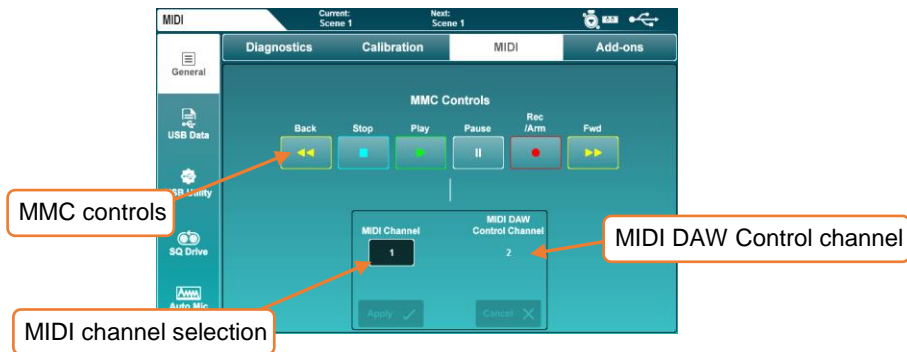 MIDI
Current:
Scene 1
Next:
Scene 1
Diagnostics
Calibration
MIDI
Add-ons
General
USB Data
USB Utility
SQ Drive
Auto Mic
MMC Controls
Back
Stop
Play
Pause
Rec
/Arm
Fwd
MIDI Channel
1
MIDI DAW
Control Channel
2
Apply
Cancel
MMC controls
MIDI channel selection
MIDI DAW Control channel